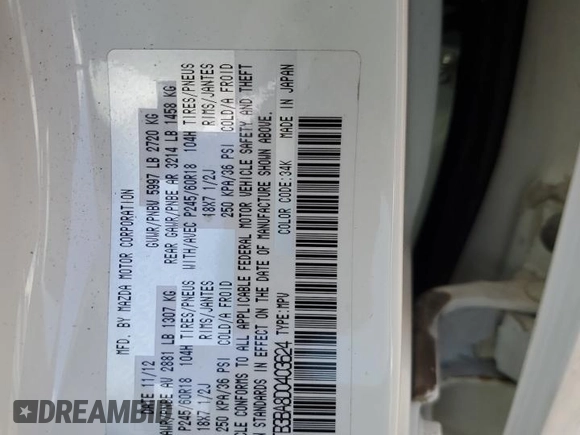 MFD. BY MAZDA MOTOR CORPORATION
DATE 11/12 GVWR/PNBV 5997 LB 2720 KG
GAWR/PNBE AV 2881 LB 1307 KG REAR GAWR/PNBE AR 3214 LB 1458 KG
P245/60R18 104H TIRES/PNEUS WITH/AVEC P245/60R18 104H TIRES/PNEUS
18X7 1/2J RIMS/JANTES 18X7 1/2J RIMS/JANTES
250 KPA/36 PSI COLD/A FROID 250 KPA/36 PSI COLD/A FROID
CONFORMS TO ALL APPLICABLE FEDERAL MOTOR VEHICLE SAFETY AND THEFT
STANDARDS IN EFFECT ON THE DATE OF MANUFACTURE SHOWN ABOVE.
TYPE:MPV COLOR CODE:34K MADE IN JAPAN
DREAMBID